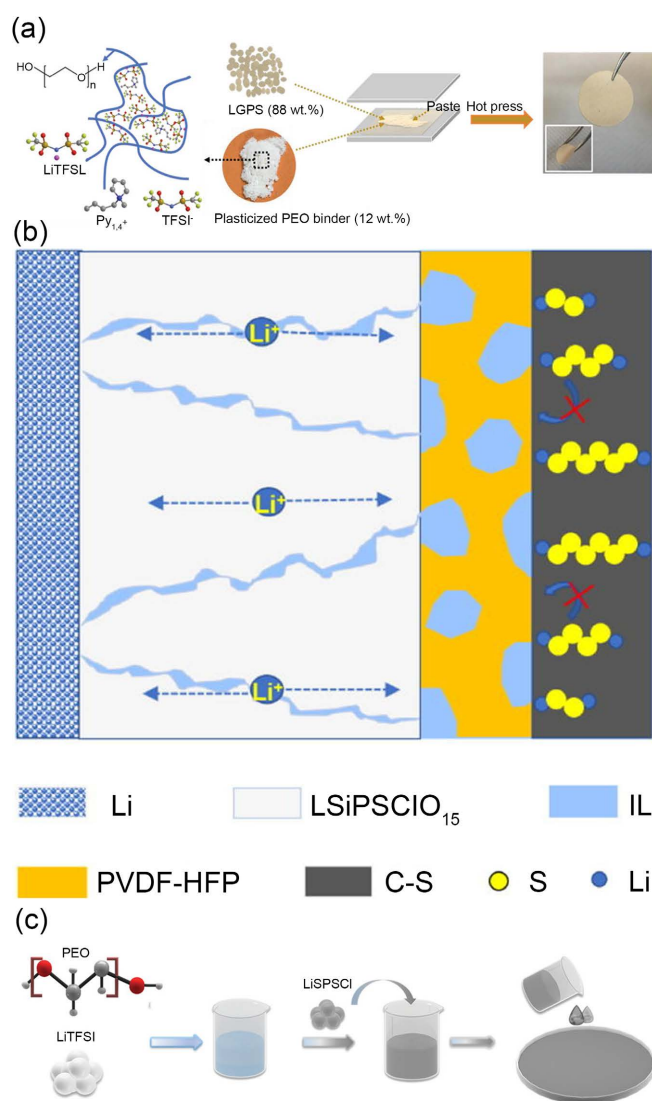 (a)
HO
O
H
n
LGPS (88 wt.%)
Paste
Hot press
LiTFSL
Py1,4+
TFSI-
Plasticized PEO binder (12 wt.%)
(b)
Li+
Li+
Li+
Li
LSiPSClO15
IL
PVDF-HFP
C-S
S
Li
(c)
PEO
n
LiTFSI
LiSPSCl